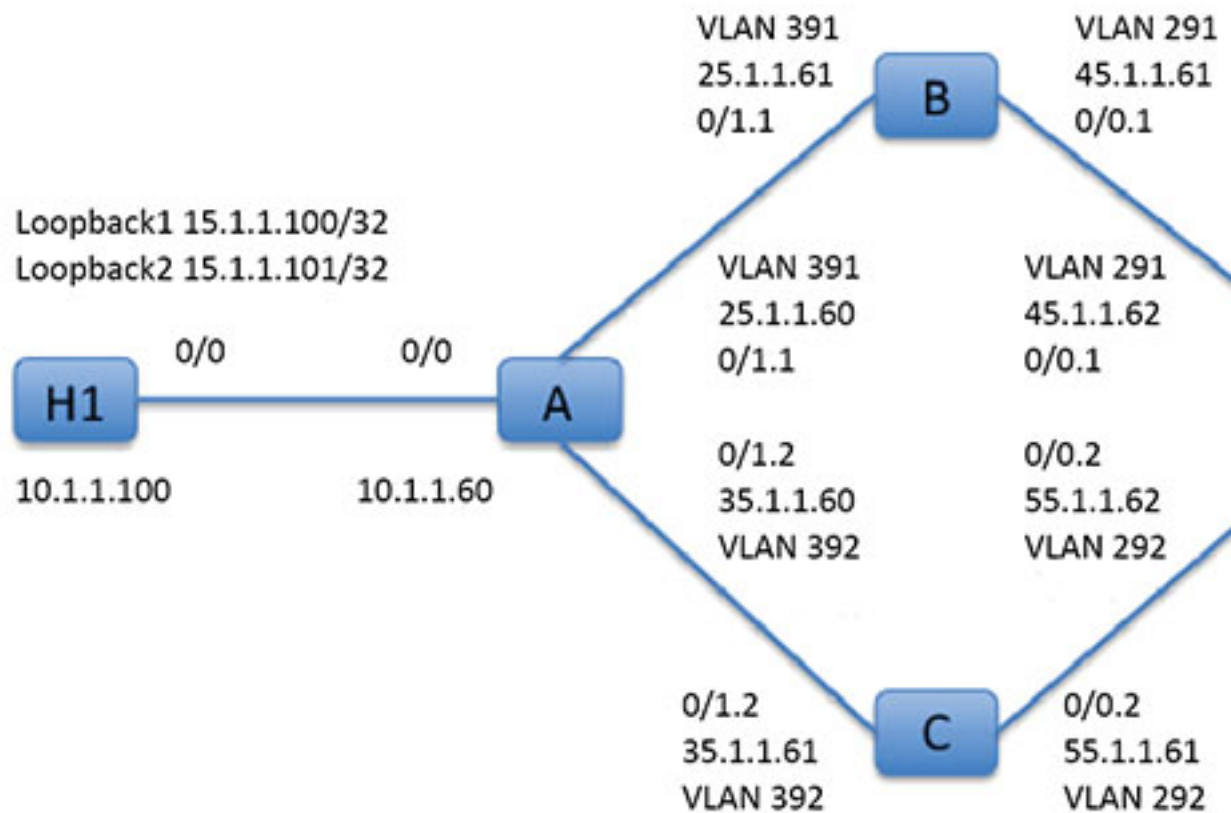 VLAN 391
25.1.1.61
0/1.1
B
VLAN 291
45.1.1.61
0/0.1
Loopback1 15.1.1.100/32
Loopback2 15.1.1.101/32
VLAN 391
25.1.1.60
0/1.1
VLAN 291
45.1.1.62
0/0.1
0/0
0/0
H1
A
10.1.1.100
10.1.1.60
0/1.2
35.1.1.60
VLAN 392
0/0.2
55.1.1.62
VLAN 292
0/1.2
35.1.1.61
VLAN 392
C
0/0.2
55.1.1.61
VLAN 292